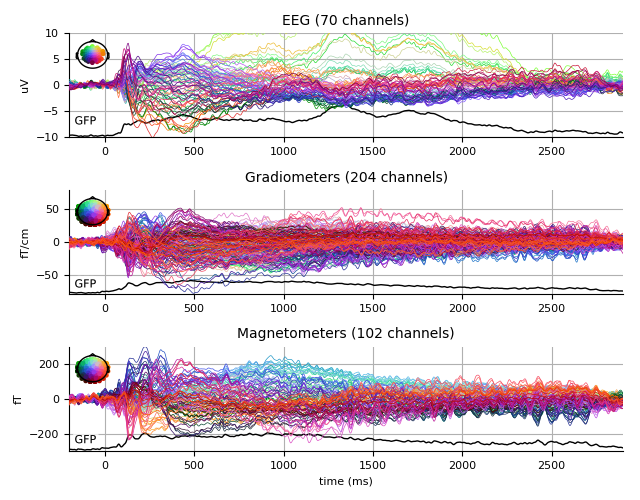 EEG (70 channels)
10
5
0
−5
−10
uV
GFP
0 500 1000 1500 2000 2500
Gradiometers (204 channels)
50
0
−50
fT/cm
GFP
0 500 1000 1500 2000 2500
Magnetometers (102 channels)
200
0
−200
fT
GFP
0 500 1000 1500 2000 2500
time (ms)